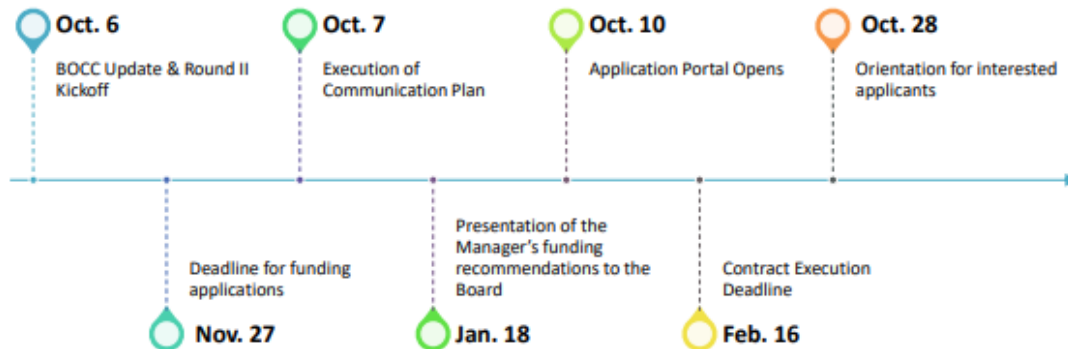 Oct. 6
BOCC Update & Round II
Kickoff
Oct. 7
Execution of
Communication Plan
Oct. 10
Application Portal Opens
Oct. 28
Orientation for interested
applicants
Deadline for funding
applications
Nov. 27
Presentation of the
Manager’s funding
recommendations to the
Board
Jan. 18
Contract Execution
Deadline
Feb. 16